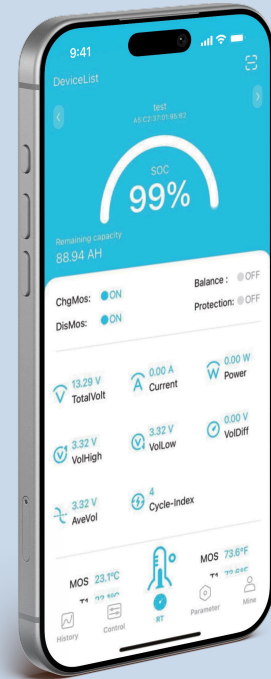 9:41
DeviceList
test
A5:C2:37:01:95:62
SOC
99%
Remaining capacity
88.94 AH
ChgMos: ON
Balance : OFF
DisMos: ON
Protection: OFF
13.29 V
TotalVolt
0.00 A
Current
0.00 W
Power
3.32 V
VolHigh
3.32 V
VolLow
0.00 V
VolDiff
3.32 V
AveVol
4
Cycle-Index
MOS 23.1°C
MOS 73.6°F
History
Control
RT
Parameter
Mine